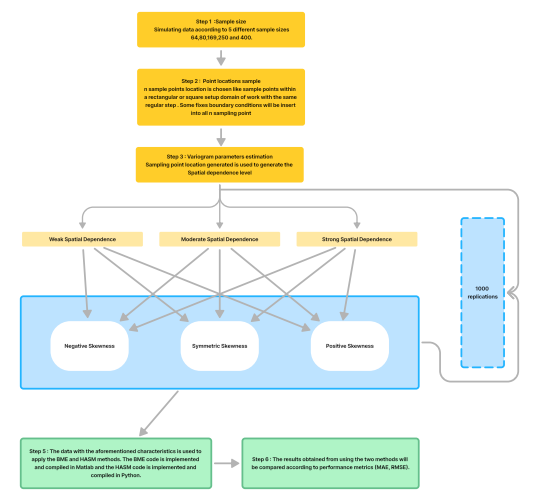 Step 1 :Sample size
Simulating data according to 5 different sample sizes
64,80,169,250 and 400.
Step 2 : Point locations sample
n sample points location is chosen like sample points within
a rectangular or square setup domain of work with the same
regular step . Some fixes boundary conditions will be insert
into all n sampling point
Step 3 : Variogram parameters estimation
Sampling point location generated is used to generate the
Spatial dependence level
Weak Spatial Dependence
Moderate Spatial Dependence
Strong Spatial Dependence
1000
replications
Negative Skewness
Symmetric Skewness
Positive Skewness
Step 5 : The data with the aforementioned characteristics is used to
apply the BME and HASM methods. The BME code is implemented
and compiled in Matlab and the HASM code is implemented and
compiled in Python.
Step 6 : The results obtained from using the two methods will
be compared according to performance metrics (MAE, RMSE).